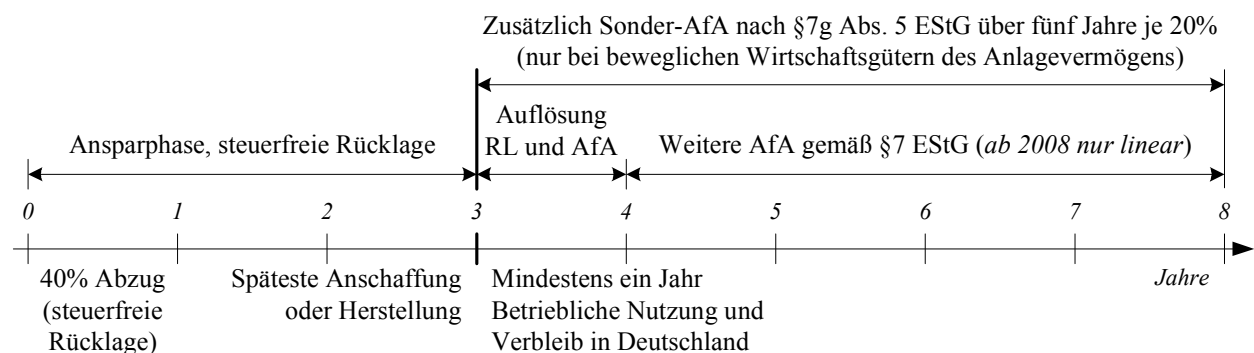 Zusätzlich Sonder-AfA nach §7g Abs. 5 EStG über fünf Jahre je 20%
(nur bei beweglichen Wirtschaftsgütern des Anlagevermögens)
Ansparphase, steuerfreie Rücklage
Auflösung
RL und AfA
Weitere AfA gemäß §7 EStG (ab 2008 nur linear)
0 1 2 3 4 5 6 7 8
40% Abzug
(steuerfreie
Rücklage)
Späteste Anschaffung
oder Herstellung
Mindestens ein Jahr
Betriebliche Nutzung und
Verbleib in Deutschland
Jahre